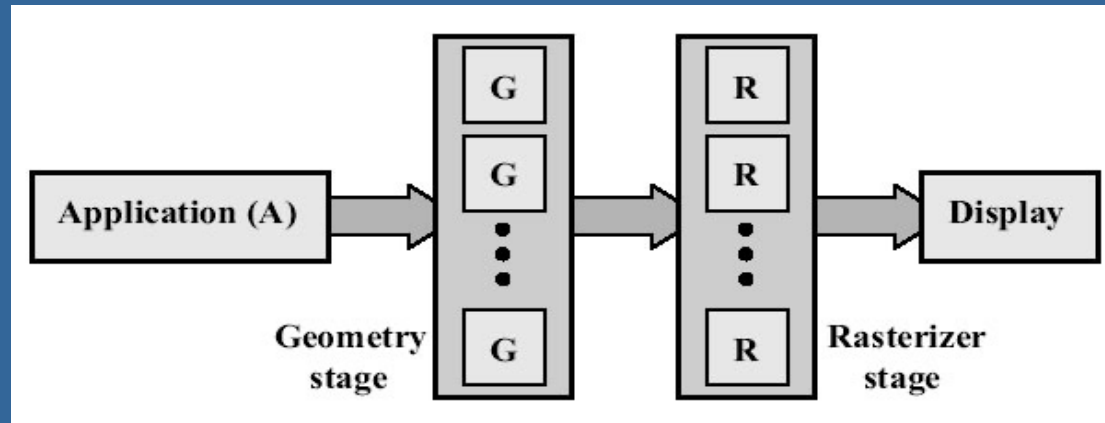 G
R
G
R
Application (A)
Display
Geometry
stage
G
R
Rasterizer
stage